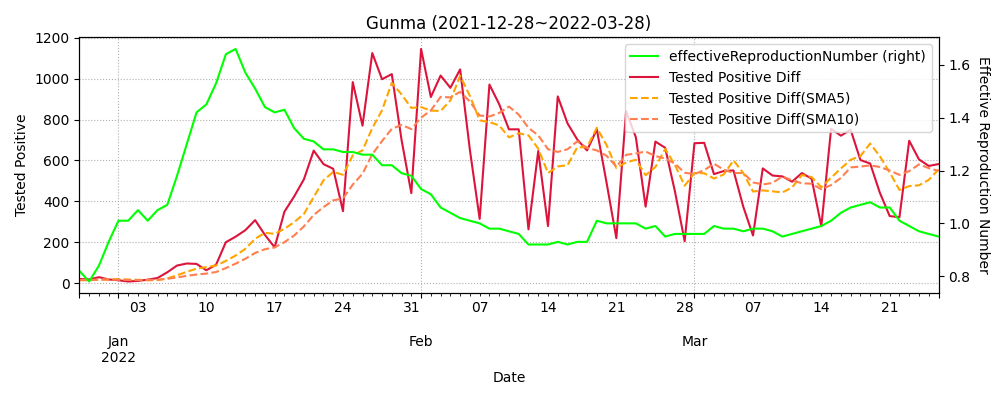 Gunma (2021-12-28~2022-03-28)
effectiveReproductionNumber (right)
Tested Positive Diff
Tested Positive Diff(SMA5)
Tested Positive Diff(SMA10)
Tested Positive
1200
1000
800
600
400
200
0
Effective Reproduction Number
1.6
1.4
1.2
1.0
0.8
03 10 17 24 31 07 14 21 28 07 14 21
Jan Feb Mar
2022
Date